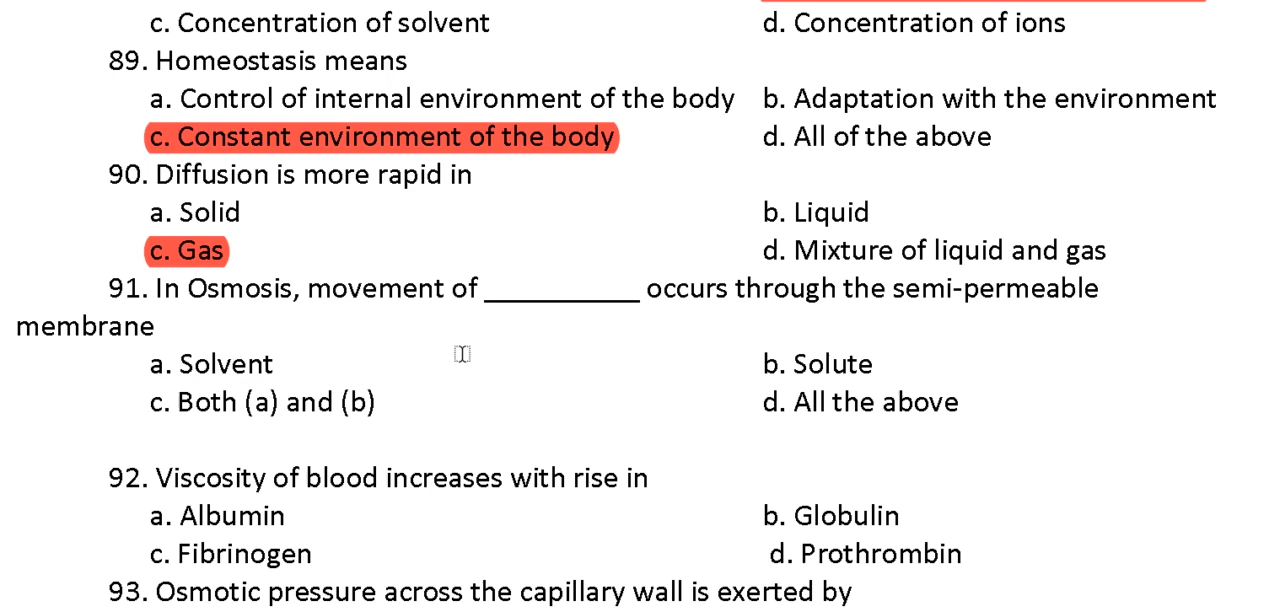 c. Concentration of solvent d. Concentration of ions
89. Homeostasis means
a. Control of internal environment of the body b. Adaptation with the environment
c. Constant environment of the body d. All of the above
90. Diffusion is more rapid in
a. Solid b. Liquid
c. Gas d. Mixture of liquid and gas
91. In Osmosis, movement of __________ occurs through the semi-permeable
membrane
a. Solvent b. Solute
c. Both (a) and (b) d. All the above
92. Viscosity of blood increases with rise in
a. Albumin b. Globulin
c. Fibrinogen d. Prothrombin
93. Osmotic pressure across the capillary wall is exerted by